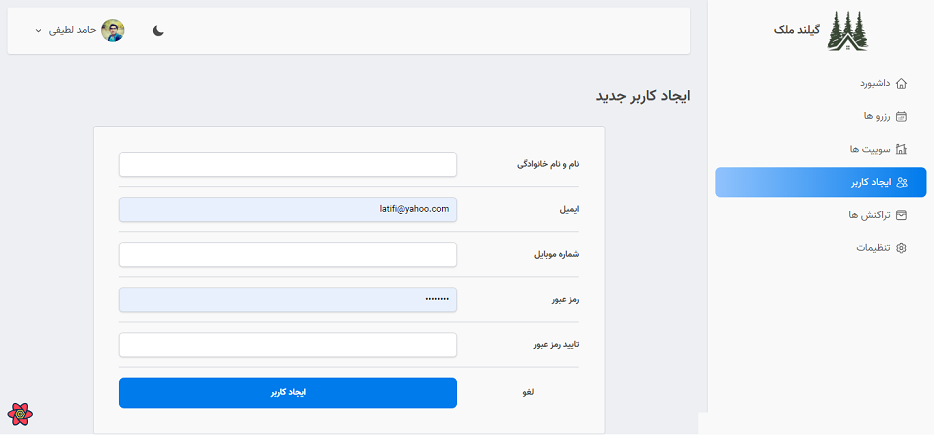 گیلند ملک
داشبورد
رزرو ها
سوییت ها
ایجاد کاربر
تراکنش ها
تنظیمات
حامد لطیفی
ایجاد کاربر جدید
نام و نام خانوادگی
ایمیل
latifi@yahoo.com
شماره موبایل
رمز عبور
••••••••
تایید رمز عبور
لغو
ایجاد کاربر